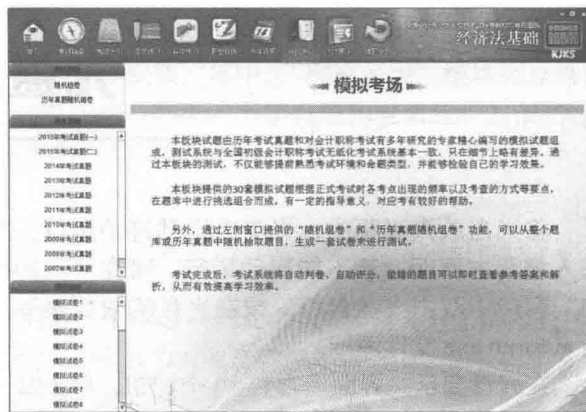 经济法基础
KJKS
随机组卷
历年真题随机组卷
2015年考试真题(一)
2015年考试真题(二)
2014年考试真题
2013年考试真题
2012年考试真题
2011年考试真题
2010年考试真题
2009年考试真题
2008年考试真题
2007年考试真题
模拟试卷1
模拟试卷2
模拟试卷3
模拟试卷4
模拟试卷5
模拟试卷6
模拟试卷7
模拟试卷8
模拟考场
本板块试题由历年考试真题和对会计职称考试有多年研究的专家精心编写的模拟试题组
成，测试系统与全国初级会计职称考试无纸化考试系统基本一致，只在细节上略有差异。通
过本板块的测试，不仅能够提前熟悉考试环境和命题类型，并能够检验自己的学习效果。
本板块提供的30套模拟试题根据正式考试时各考点出现的频率以及考查的方式等要点，
在题库中进行挑选组合而成，有一定的指导意义，对应考有较好的帮助。
另外，通过左侧窗口提供的“随机组卷”和“历年真题随机组卷”功能，可以从整个题
库或历年真题中随机抽取题目，生成一套试卷来进行测试。
考试完成后，考试系统将自动判卷、自动评分，做错的题目可以即时查看参考答案和解
析，从而有效提高学习效率。